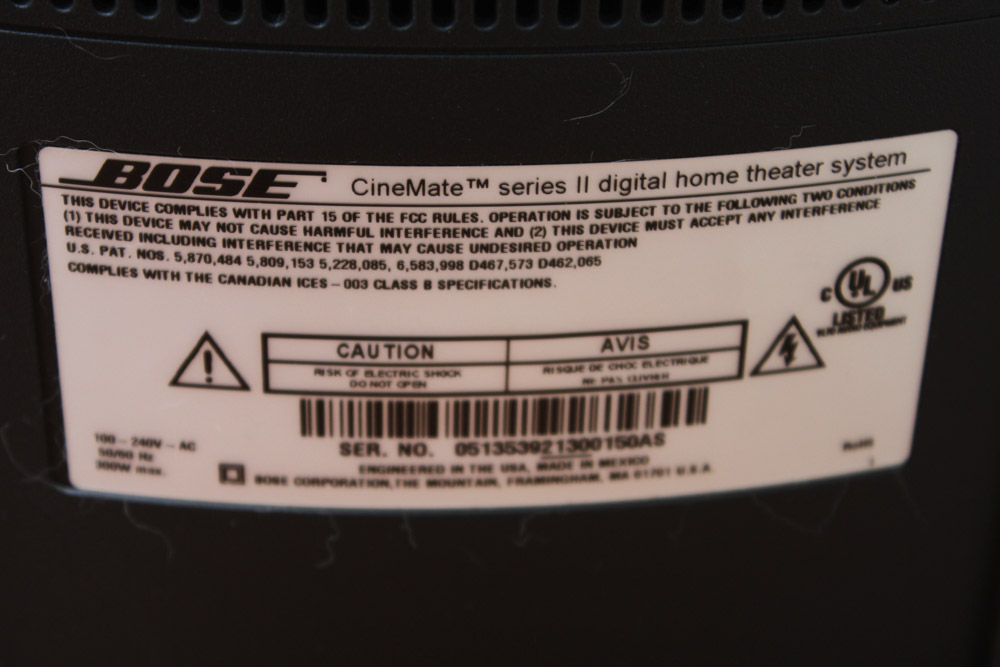 BOSE CineMate™ series II digital home theater system
THIS DEVICE COMPLIES WITH PART 15 OF THE FCC RULES. OPERATION IS SUBJECT TO THE FOLLOWING TWO CONDITIONS
(1) THIS DEVICE MAY NOT CAUSE HARMFUL INTERFERENCE AND (2) THIS DEVICE MUST ACCEPT ANY INTERFERENCE
RECEIVED INCLUDING INTERFERENCE THAT MAY CAUSE UNDESIRED OPERATION
U.S. PAT. NOS. 5,870,484 5,809,153 5,228,085, 6,583,998 D467,573 D462,065
COMPLIES WITH THE CANADIAN ICES – 003 CLASS B SPECIFICATIONS.
C UL US
LISTED
CAUTION
RISK OF ELECTRIC SHOCK
DO NOT OPEN
AVIS
RISQUE DE CHOC ELECTRIQUE
NE PAS OUVRIR
100 – 240V – AC
50/60 Hz
300W max.
SER. NO. 051353921300150AS
ENGINEERED IN THE USA, MADE IN MEXICO
BOSE CORPORATION, THE MOUNTAIN, FRAMINGHAM, MA 01701 U.S.A.
RoHS